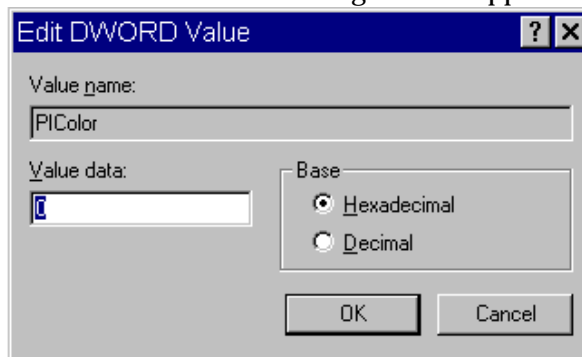 Edit DWORD Value
Value name:
PIColor
Value data:
0
Base
Hexadecimal
Decimal
OK
Cancel